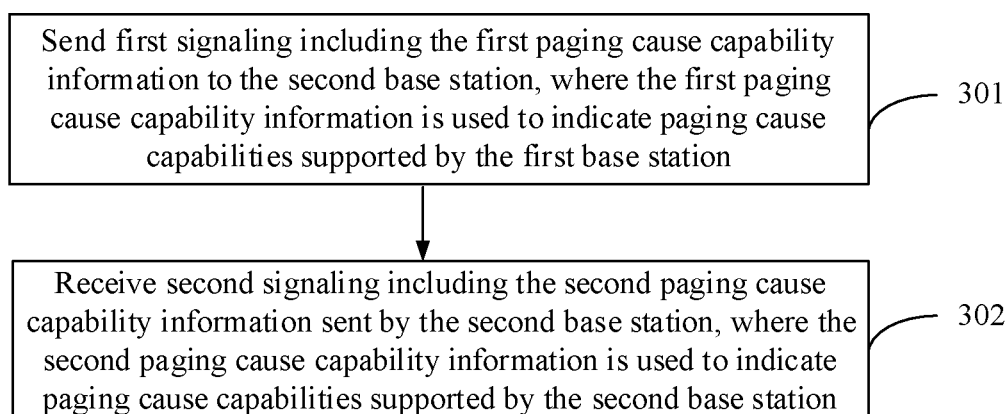 Send first signaling including the first paging cause capability
information to the second base station, where the first paging
cause capability information is used to indicate paging cause
capabilities supported by the first base station
301
Receive second signaling including the second paging cause
capability information sent by the second base station, where the
second paging cause capability information is used to indicate
paging cause capabilities supported by the second base station
302